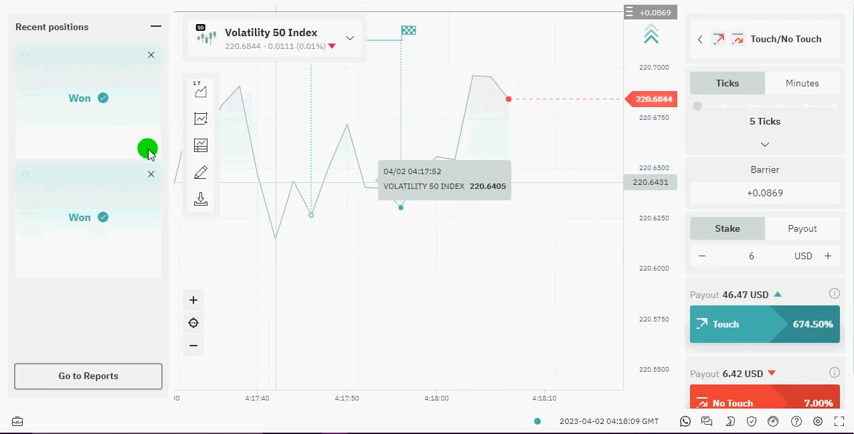 Recent positions
Won
Won
Go to Reports
50
Volatility 50 Index
220.6844 - 0.0111 (0.01%)
1 T
04/02 04:17:52
VOLATILITY 50 INDEX 220.6405
+0.0869
220.7000
220.6844
220.6750
220.6500
220.6431
220.6250
220.6000
220.5750
220.5500
4:17:40
4:17:50
4:18:00
4:18:10
Touch/No Touch
Ticks
Minutes
5 Ticks
Barrier
+0.0869
Stake
Payout
6
USD
Payout 46.47 USD
Touch
674.50%
Payout 6.42 USD
No Touch
7.00%
2023-04-02 04:18:09 GMT